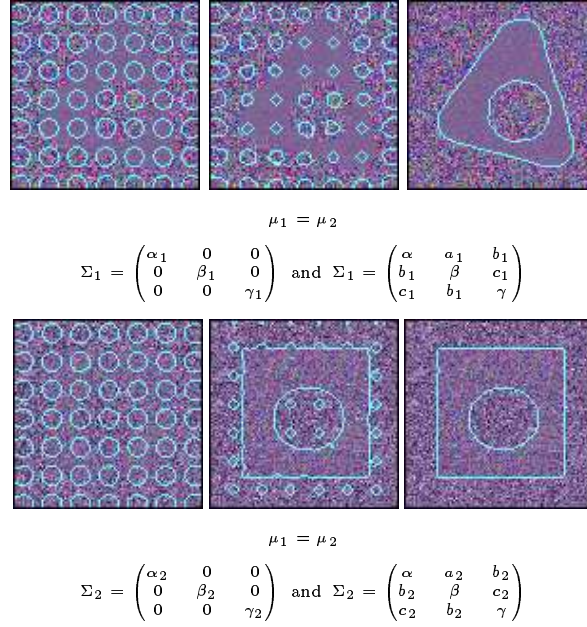 μ₁ = μ₂
Σ₁ = (α₁ 0 0
0 β₁ 0
0 0 γ₁) and Σ₁ = (α a₁ b₁
b₁ β c₁
c₁ b₁ γ)
μ₁ = μ₂
Σ₂ = (α₂ 0 0
0 β₂ 0
0 0 γ₂) and Σ₂ = (α a₂ b₂
b₂ β c₂
c₂ b₂ γ)